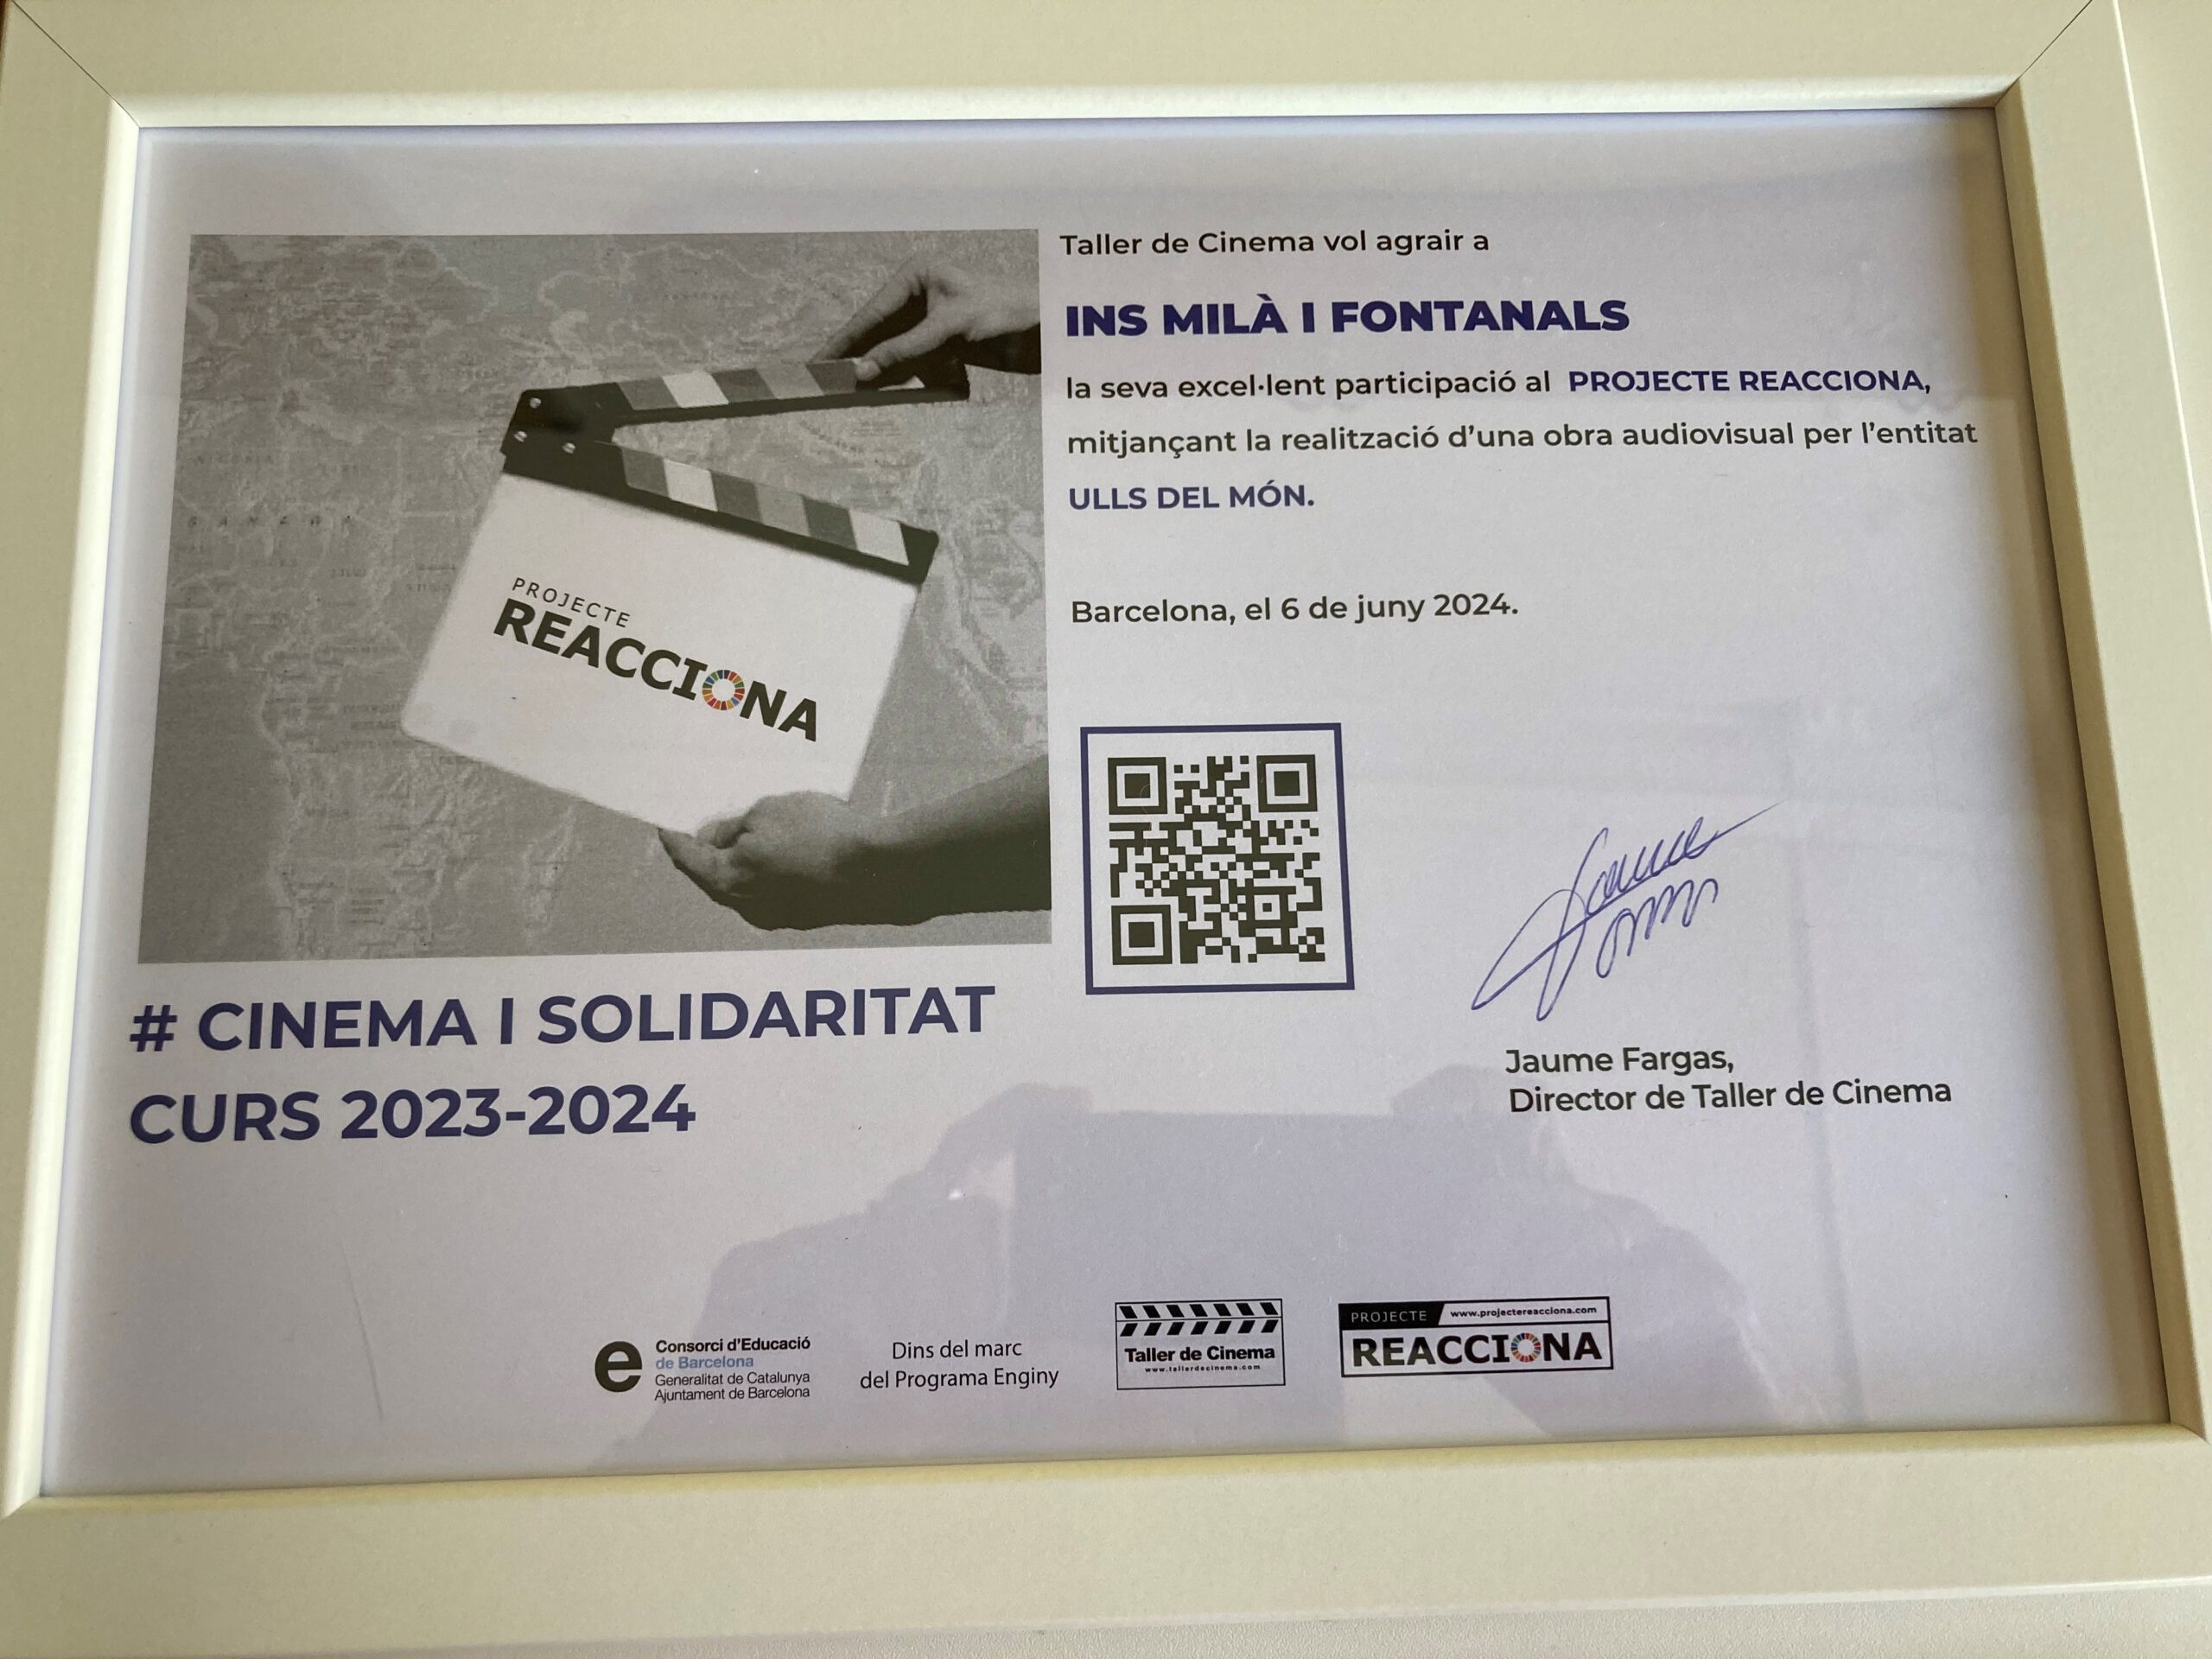 Taller de Cinema vol agrair a
INS MILÀ I FONTANALS
la seva excel·lent participació al PROJECTE REACCIONA,
mitjançant la realització d'una obra audiovisual per l'entitat
ULLS DEL MÓN.
Barcelona, el 6 de juny 2024.
PROJECTE
REACCIONA
# CINEMA I SOLIDARITAT
CURS 2023-2024
Jaume
Jaume Fargas,
Director de Taller de Cinema
e
Consorci d'Educació
de Barcelona
Generalitat de Catalunya
Ajuntament de Barcelona
Dins del marc
del Programa Enginy
Taller de Cinema
www.tallerdecinema.com
PROJECTE www.projectereacciona.com
REACCIONA